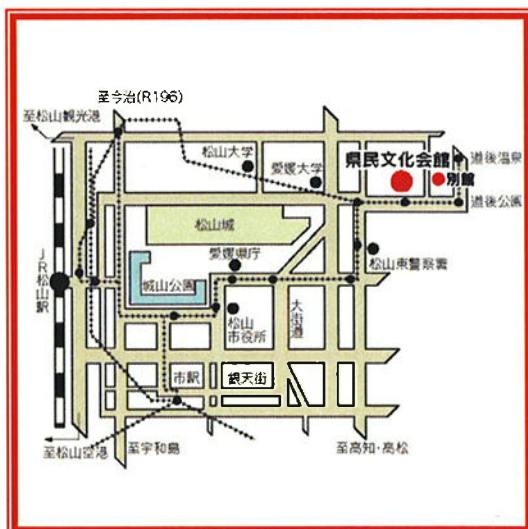 至今治(R196)
至松山観光港
松山大学
愛媛大学
県民文化会館
別館
道後温泉
道後公園
松山城
愛媛県庁
松山東警察署
JR松山駅
城山公園
松山
市役所
大街道
市駅
観天街
至松山空港
至宇和島
至高知・高松